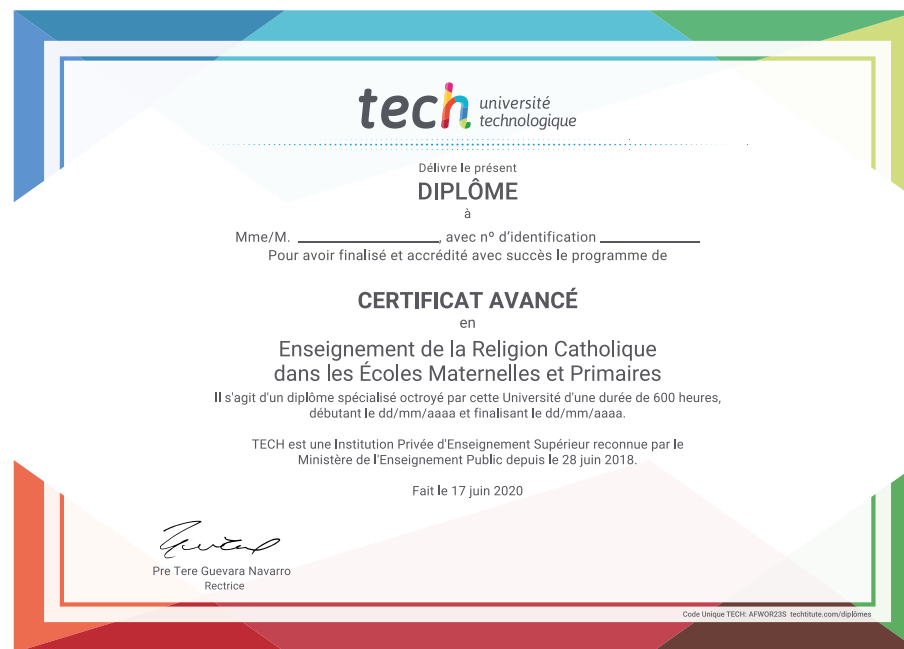 tech université
technologique
Délivre le présent
DIPLÔME
à
Mme/M. ____________________, avec nº d'identification ______________
Pour avoir finalisé et accrédité avec succès le programme de
CERTIFICAT AVANCÉ
en
Enseignement de la Religion Catholique
dans les Écoles Maternelles et Primaires
Il s'agit d'un diplôme spécialisé octroyé par cette Université d'une durée de 600 heures,
débutant le dd/mm/aaaa et finalisant le dd/mm/aaaa.
TECH est une Institution Privée d'Enseignement Supérieur reconnue par le
Ministère de l'Enseignement Public depuis le 28 juin 2018.
Fait le 17 juin 2020
Pre Tere Guevara Navarro
Rectrice
Code Unique TECH: AFWOR23S techtitute.com/diplômes